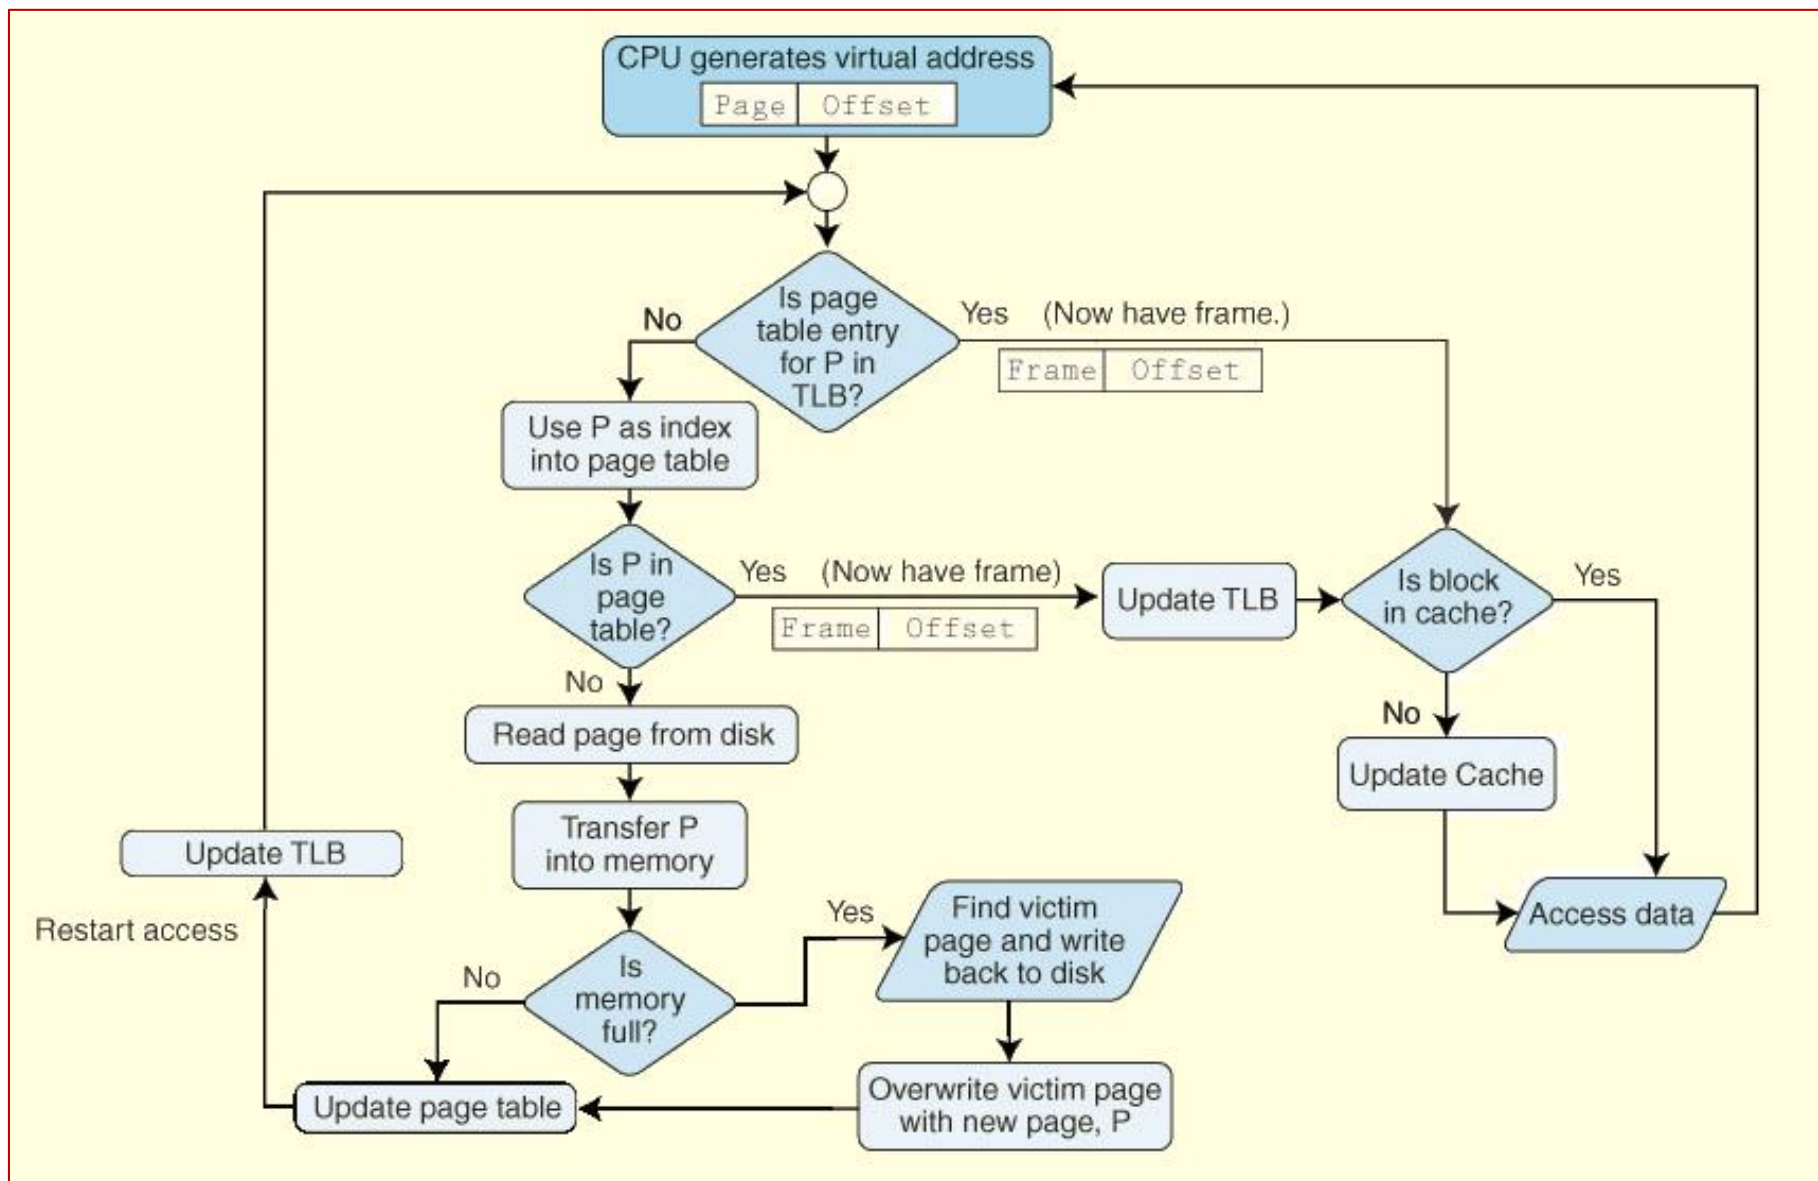 CPU generates virtual address
Page Offset
Is page
table entry
for P in
TLB?
No
Yes (Now have frame.)
Frame Offset
Use P as index
into page table
Is P in
page
table?
Yes (Now have frame)
Frame Offset
Update TLB
Is block
in cache?
Yes
No
Read page from disk
No
Update Cache
Transfer P
into memory
Update TLB
Restart access
Is
memory
full?
Yes
Find victim
page and write
back to disk
Access data
No
Update page table
Overwrite victim page
with new page, P